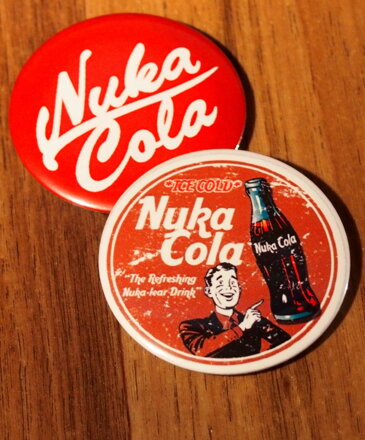 Nuka
Cola
*ICE COLD*
Nuka
Cola
Nuka Cola
"The Refreshing
Nuka-lear Drink"